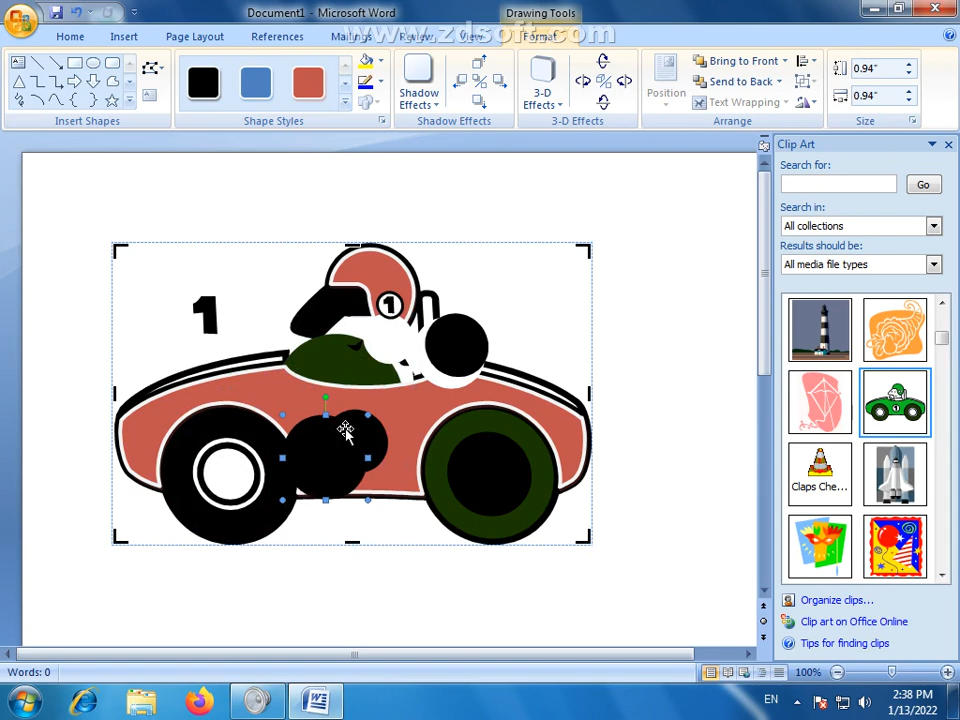 Document1 - Microsoft Word
Drawing Tools
www.zdsoft.com
Home
Insert
Page Layout
References
Mailings
Review
View
Format
Shadow Effects
3-D Effects
Position
Bring to Front
Send to Back
Text Wrapping
0.94"
0.94"
Insert Shapes
Shape Styles
Shadow Effects
3-D Effects
Arrange
Size
Clip Art
Search for:
Go
Search in:
All collections
Results should be:
All media file types
1
1
1
Claps Che...
Organize clips...
Clip art on Office Online
Tips for finding clips
Words: 0
100%
EN
2:38 PM
1/13/2022